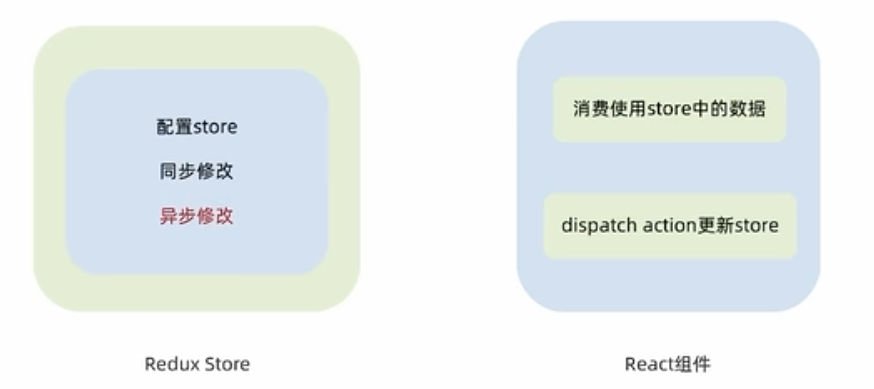 配置store
同步修改
异步修改
Redux Store
消费使用store中的数据
dispatch action更新store
React组件